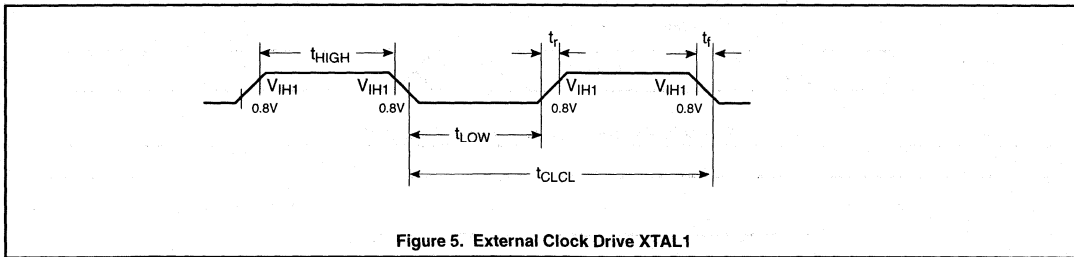 tHIGH
tr
tf
VIH1 VIH1 VIH1 VIH1
0.8V 0.8V 0.8V 0.8V
tLOW
tCLCL
Figure 5. External Clock Drive XTAL1